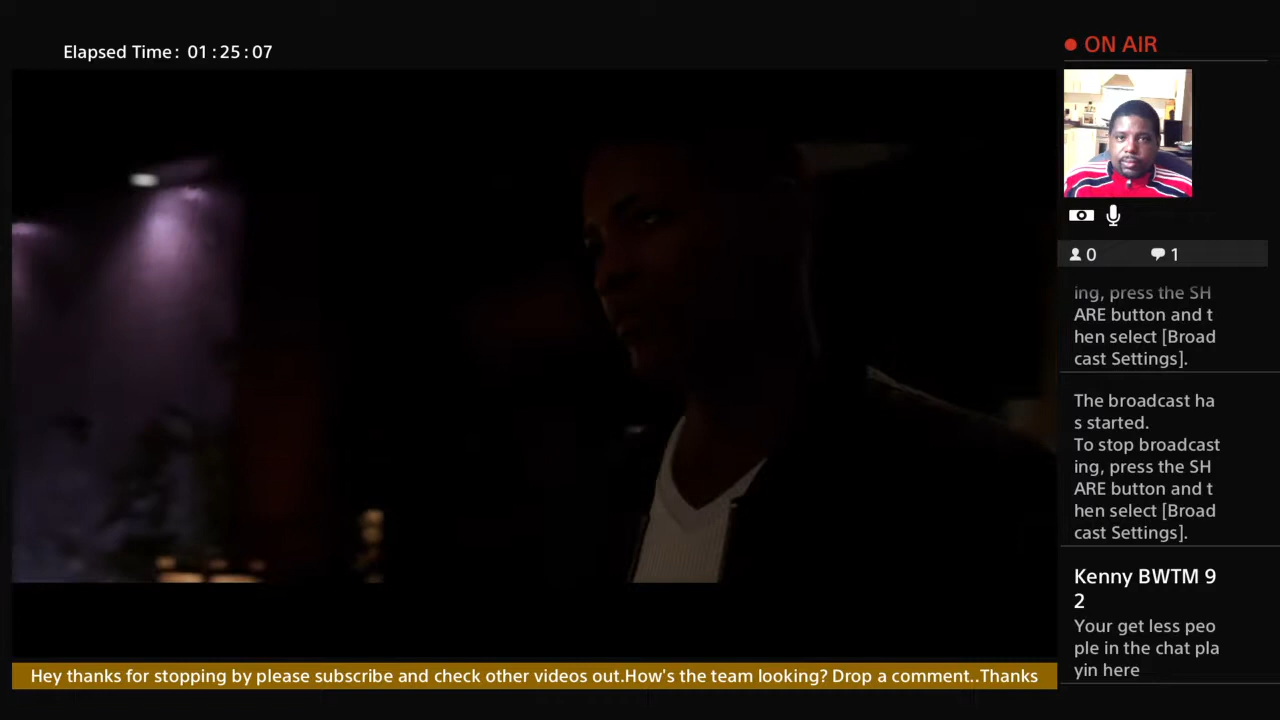 Elapsed Time: 01:25:07
ON AIR
0
1
ing, press the SH
ARE button and t
hen select [Broad
cast Settings].
The broadcast ha
s started.
To stop broadcast
ing, press the SH
ARE button and t
hen select [Broad
cast Settings].
Kenny BWTM 9
2
Your get less peo
ple in the chat pla
yin here
Hey thanks for stopping by please subscribe and check other videos out.How's the team looking? Drop a comment..Thanks